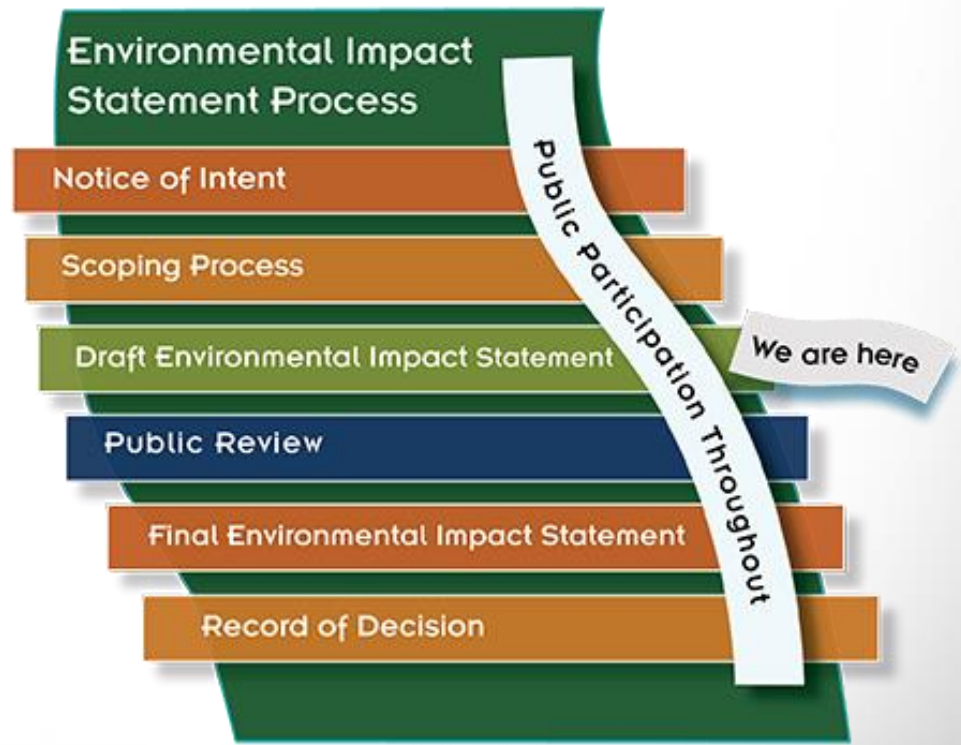 Environmental Impact
Statement Process
Notice of Intent
Scoping Process
Draft Environmental Impact Statement
We are here
Public Review
Final Environmental Impact Statement
Record of Decision
Public Participation Throughout